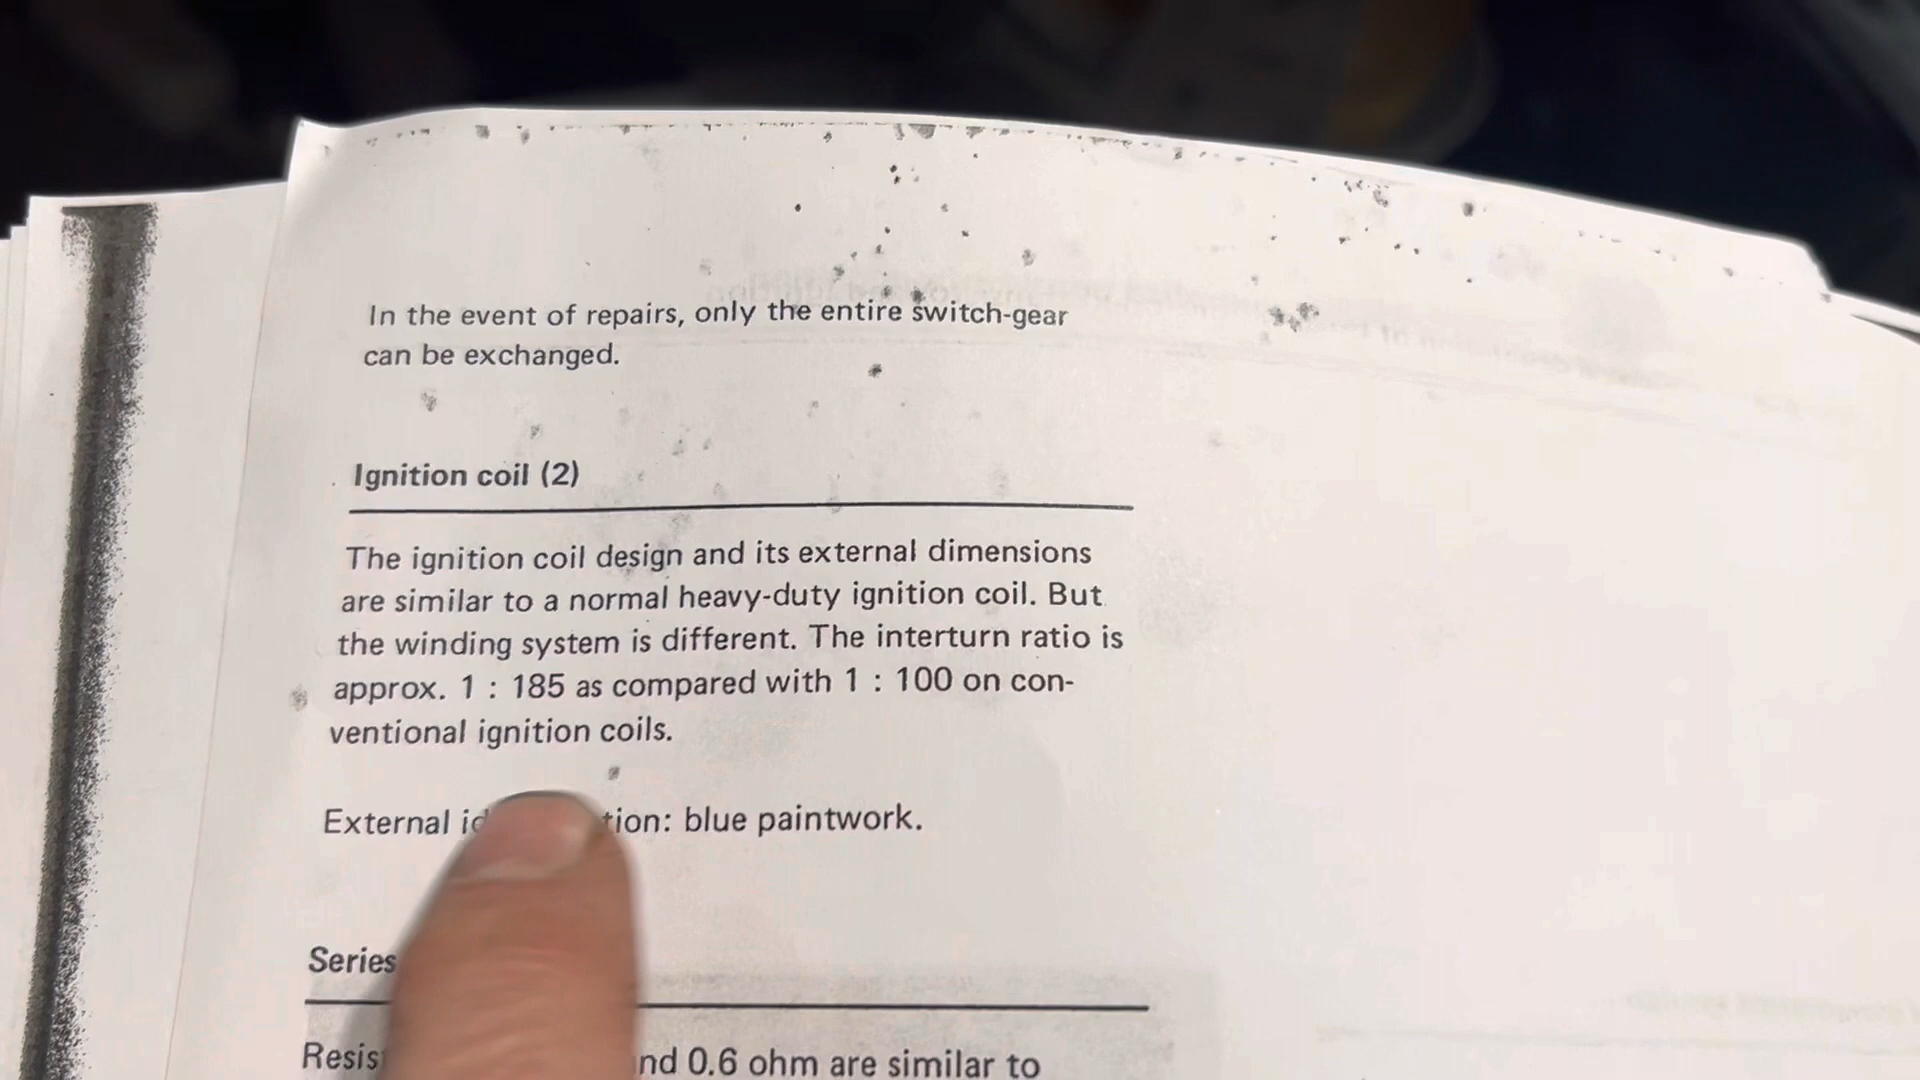 In the event of repairs, only the entire switch-gear
can be exchanged.
Ignition coil (2)
The ignition coil design and its external dimensions
are similar to a normal heavy-duty ignition coil. But
the winding system is different. The interturn ratio is
approx. 1 : 185 as compared with 1 : 100 on con-
ventional ignition coils.
External : blue paintwork.
Series
0.6 ohm are similar to